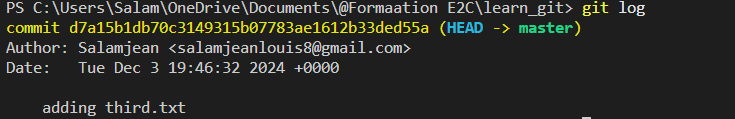 PS C:\Users\Salam\OneDrive\Documents\@Formaation E2C\learn_git> git log
commit d7a15b1db70c3149315b07783ae1612b33ded55a (HEAD -> master)
Author: Salamjean <salamjeanlouis8@gmail.com>
Date:   Tue Dec 3 19:46:32 2024 +0000
    adding third.txt